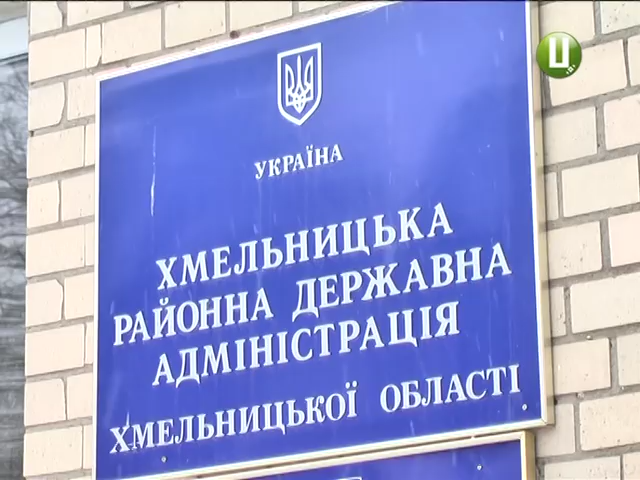 Ц
УКРАЇНА
ХМЕЛЬНИЦЬКА
РАЙОННА ДЕРЖАВНА
АДМІНІСТРАЦІЯ
ХМЕЛЬНИЦЬКОЇ ОБЛАСТІ